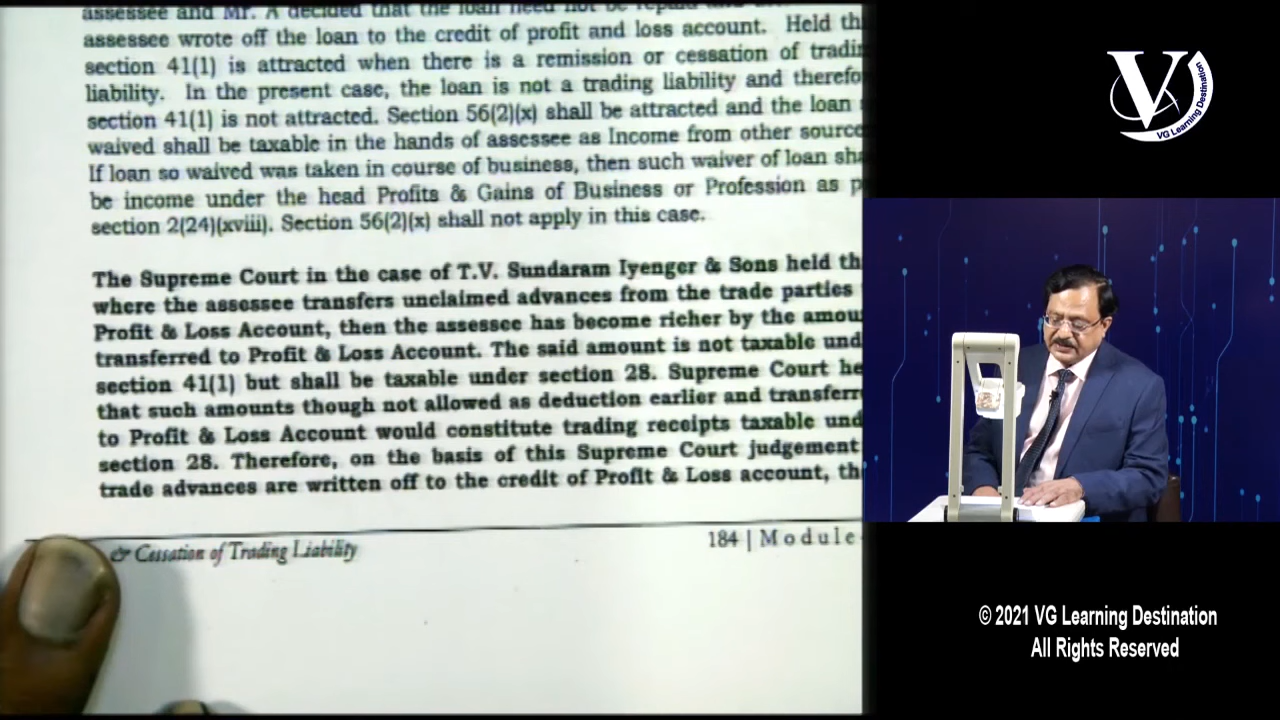 assessee and Mr. A decided that the loan need not be repaid and
assessee wrote off the loan to the credit of profit and loss account. Held th
section 41(1) is attracted when there is a remission or cessation of tradin
liability. In the present case, the loan is not a trading liability and therefo
section 41(1) is not attracted. Section 56(2)(x) shall be attracted and the loan
waived shall be taxable in the hands of assessee as Income from other source
If loan so waived was taken in course of business, then such waiver of loan sha
be income under the head Profits & Gains of Business or Profession as p
section 2(24)(xviii). Section 56(2)(x) shall not apply in this case.
The Supreme Court in the case of T.V. Sundaram Iyenger & Sons held th
where the assessee transfers unclaimed advances from the trade parties
Profit & Loss Account, then the assessee has become richer by the amou
transferred to Profit & Loss Account. The said amount is not taxable und
section 41(1) but shall be taxable under section 28. Supreme Court he
that such amounts though not allowed as deduction earlier and transferre
to Profit & Loss Account would constitute trading receipts taxable und
section 28. Therefore, on the basis of this Supreme Court judgement
trade advances are written off to the credit of Profit & Loss account, th
& Cessation of Trading Liability
184 | Module
V
VG Learning Destination
© 2021 VG Learning Destination
All Rights Reserved